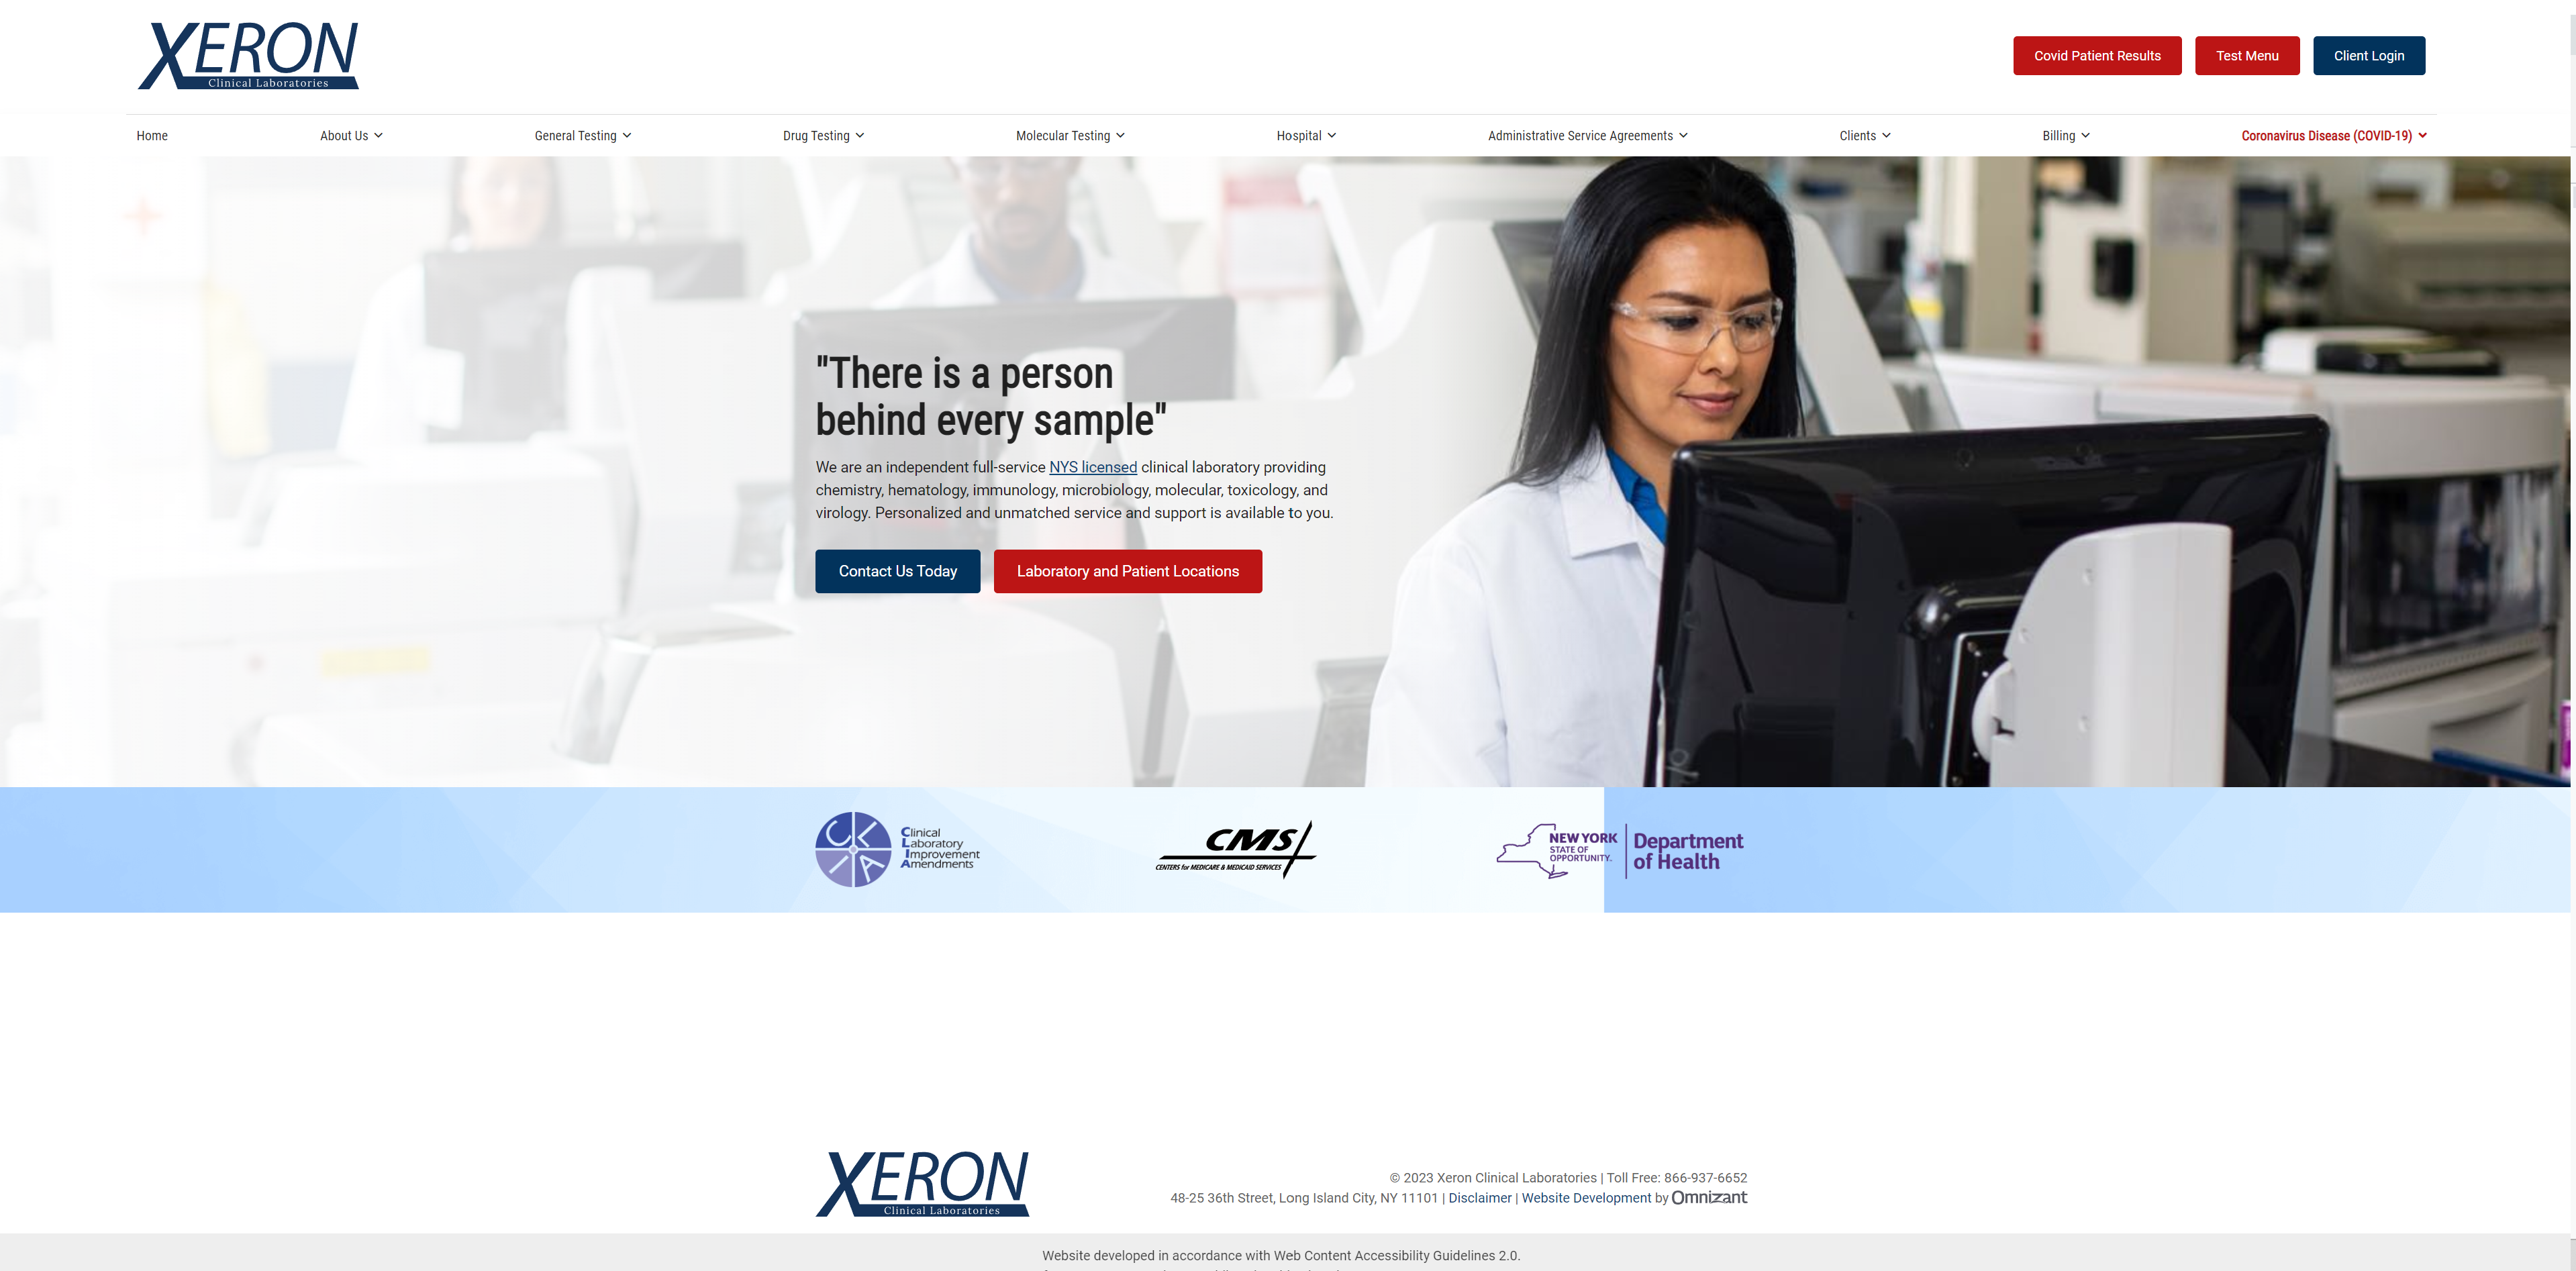 XERON
Clinical Laboratories
Covid Patient Results
Test Menu
Client Login
Home
About Us
General Testing
Drug Testing
Molecular Testing
Hospital
Administrative Service Agreements
Clients
Billing
Coronavirus Disease (COVID-19)
"There is a person
behind every sample"
We are an independent full-service NYS licensed clinical laboratory providing
chemistry, hematology, immunology, microbiology, molecular, toxicology, and
virology. Personalized and unmatched service and support is available to you.
Contact Us Today
Laboratory and Patient Locations
CLIA
Clinical
Laboratory
Improvement
Amendments
CMS
CENTERS for MEDICARE & MEDICAID SERVICES
NEW YORK
STATE OF
OPPORTUNITY.
Department
of Health
XERON
Clinical Laboratories
© 2023 Xeron Clinical Laboratories | Toll Free: 866-937-6652
48-25 36th Street, Long Island City, NY 11101 | Disclaimer | Website Development by Omnizant
Website developed in accordance with Web Content Accessibility Guidelines 2.0.